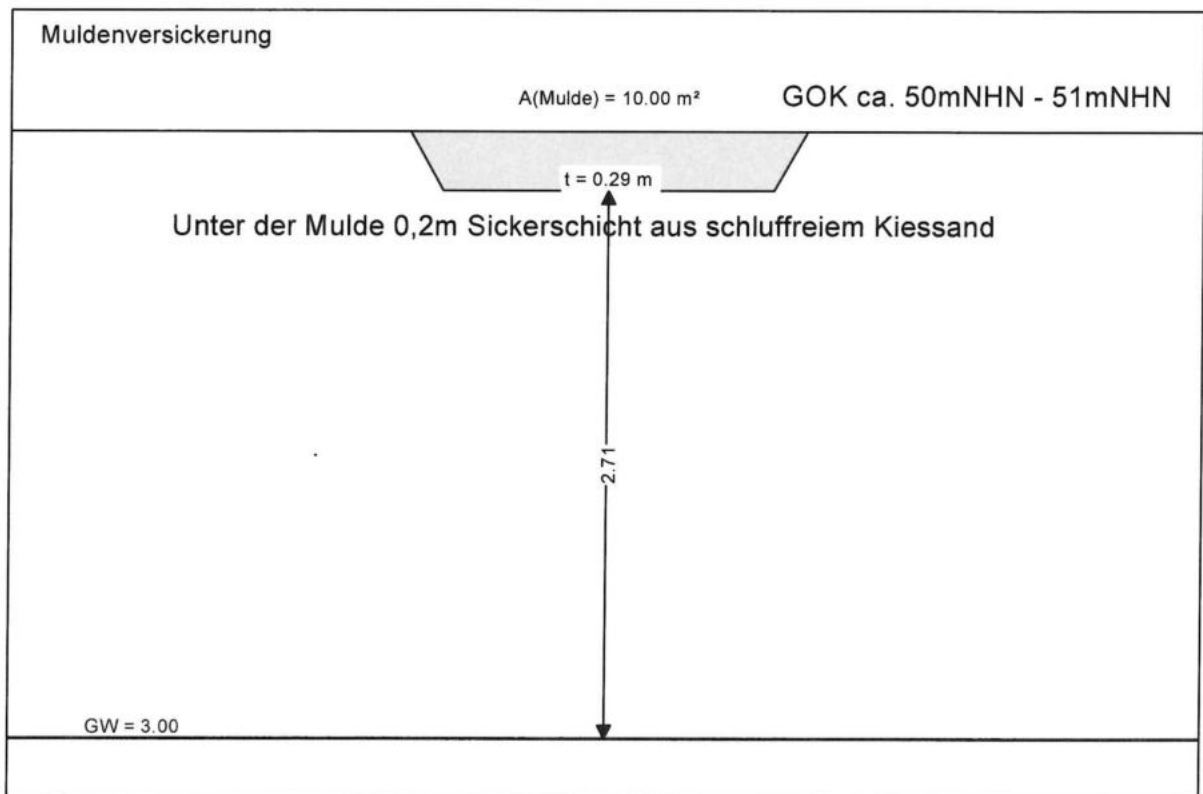 Muldenversickerung
A(Mulde) = 10.00 m²
GOK ca. 50mNHN - 51mNHN
t = 0.29 m
Unter der Mulde 0,2m Sickerschicht aus schluffreiem Kiessand
2.71
GW = 3.00